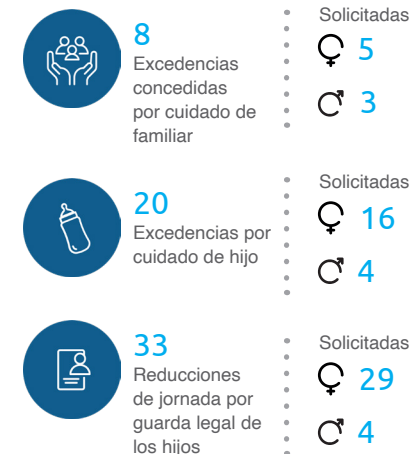 8
Excedencias
concedidas
por cuidado de
familiar
Solicitadas
5
3
20
Excedencias por
cuidado de hijo
Solicitadas
16
4
33
Reducciones
de jornada por
guarda legal de
los hijos
Solicitadas
29
4